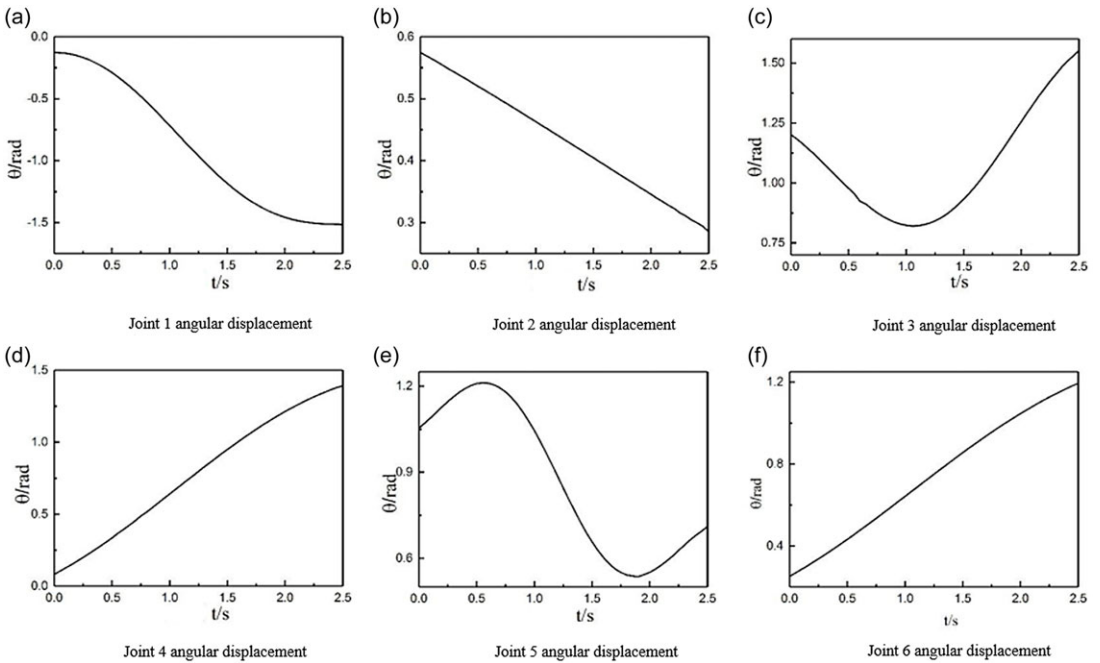 (a)
0.0
-0.5
-1.0
-1.5
θ/rad
0.0 0.5 1.0 1.5 2.0 2.5
t/s
Joint 1 angular displacement
(b)
0.6
0.5
0.4
0.3
θ/rad
0.0 0.5 1.0 1.5 2.0 2.5
t/s
Joint 2 angular displacement
(c)
1.50
1.25
1.00
0.75
θ/rad
0.0 0.5 1.0 1.5 2.0 2.5
t/s
Joint 3 angular displacement
(d)
1.5
1.0
0.5
0.0
θ/rad
0.0 0.5 1.0 1.5 2.0 2.5
t/s
Joint 4 angular displacement
(e)
1.2
0.9
0.6
θ/rad
0.0 0.5 1.0 1.5 2.0 2.5
t/s
Joint 5 angular displacement
(f)
1.2
0.8
0.4
θ/rad
0.0 0.5 1.0 1.5 2.0 2.5
t/s
Joint 6 angular displacement